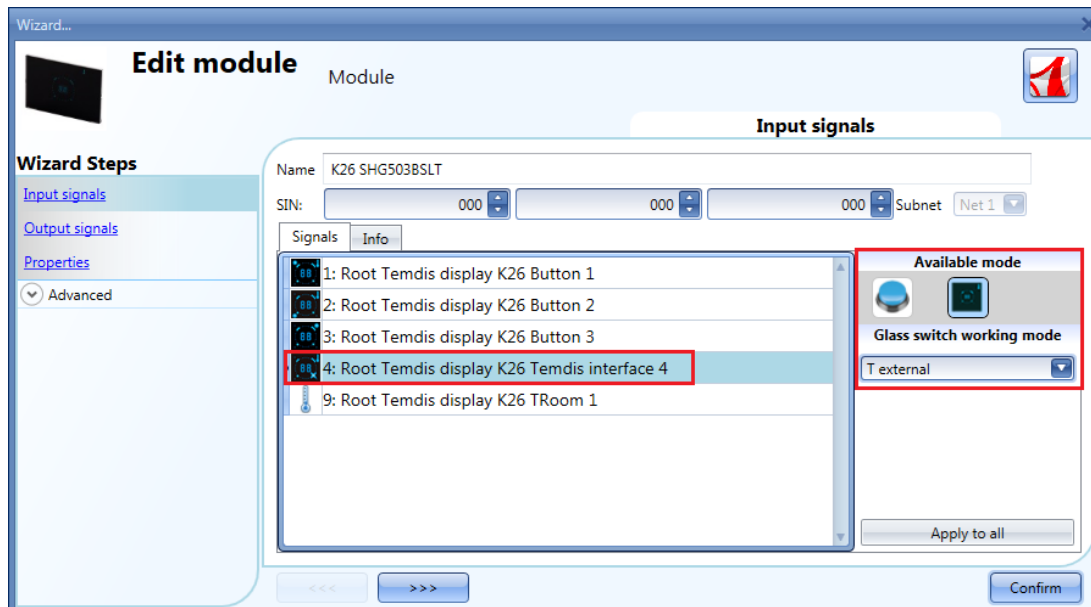 Wizard...
Edit module
Module
Input signals
Wizard Steps
Input signals
Output signals
Properties
Advanced
Name K26 SHG503BSLT
SIN: 000 000 000 Subnet Net 1
Signals Info
1: Root Temdis display K26 Button 1
2: Root Temdis display K26 Button 2
3: Root Temdis display K26 Button 3
4: Root Temdis display K26 Temdis interface 4
9: Root Temdis display K26 TRoom 1
Available mode
Glass switch working mode
T external
Apply to all
<<< >>> Confirm